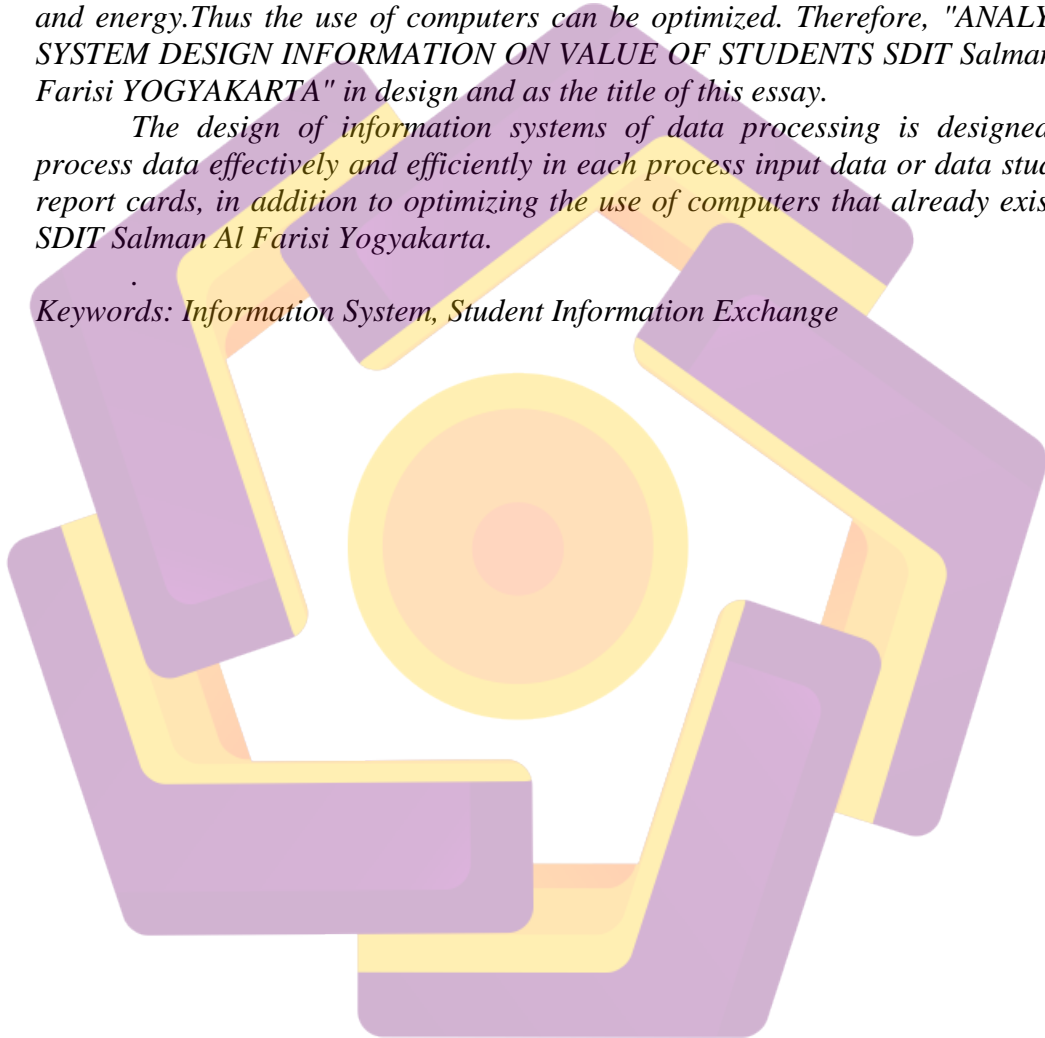 and energy.Thus the use of computers can be optimized. Therefore, "ANALY
SYSTEM DESIGN INFORMATION ON VALUE OF STUDENTS SDIT Salman
Farisi YOGYAKARTA" in design and as the title of this essay.
The design of information systems of data processing is designed
process data effectively and efficiently in each process input data or data stud
report cards, in addition to optimizing the use of computers that already exis
SDIT Salman Al Farisi Yogyakarta.
.
Keywords: Information System, Student Information Exchange